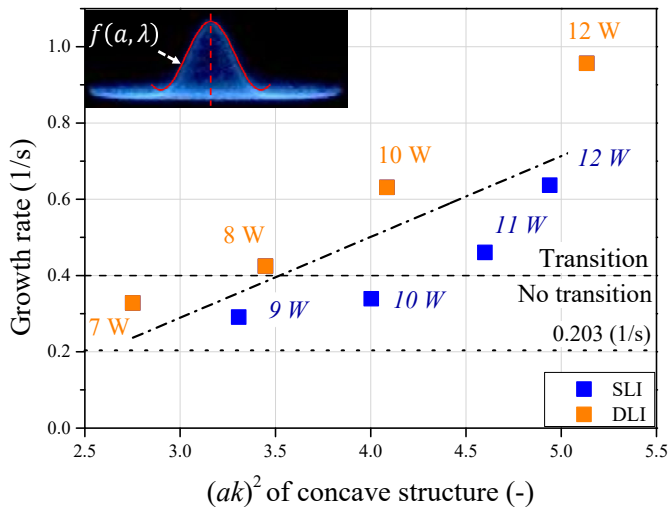 f(a, λ)
12 W
10 W
12 W
8 W
11 W
Transition
7 W
9 W
10 W
No transition
0.203 (1/s)
SLI
DLI
Growth rate (1/s)
1.0
0.8
0.6
0.4
0.2
0.0
2.5 3.0 3.5 4.0 4.5 5.0 5.5
(ak)² of concave structure (-)